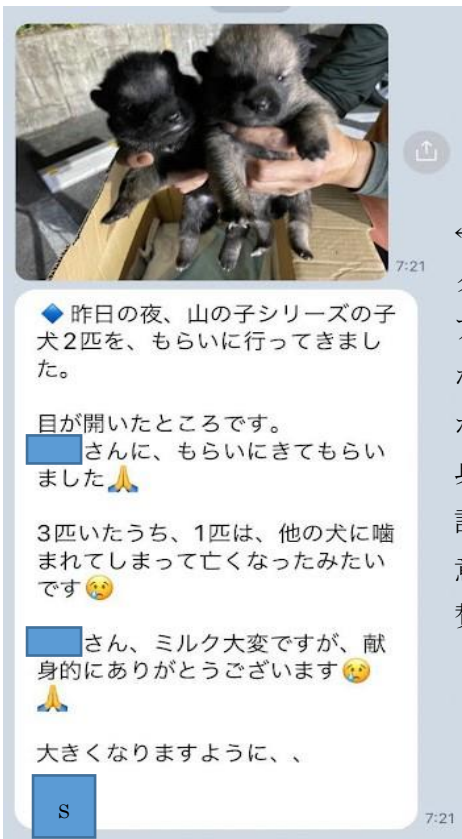 7:21
🔷 昨日の夜、山の子シリーズの子
犬2匹を、もらいに行ってきまし
た。
目が開いたところです。
さんに、もらいにきてもらい
ました🙏
3匹いたうち、1匹は、他の犬に噛
まれてしまって亡くなったみたい
です😢
さん、ミルク大変ですが、献
身的にありがとうございます😢
🙏
大きくなりますように、、
s
7:21